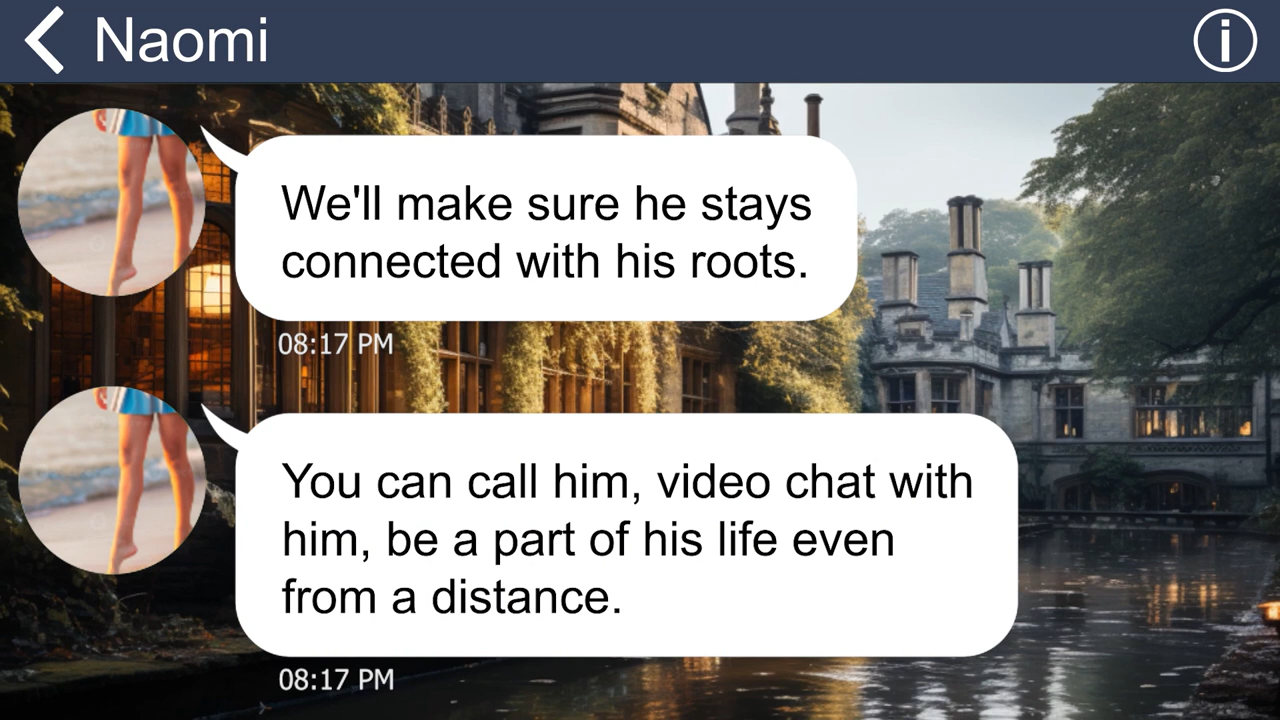 Naomi
We'll make sure he stays
connected with his roots.
08:17 PM
You can call him, video chat with
him, be a part of his life even
from a distance.
08:17 PM